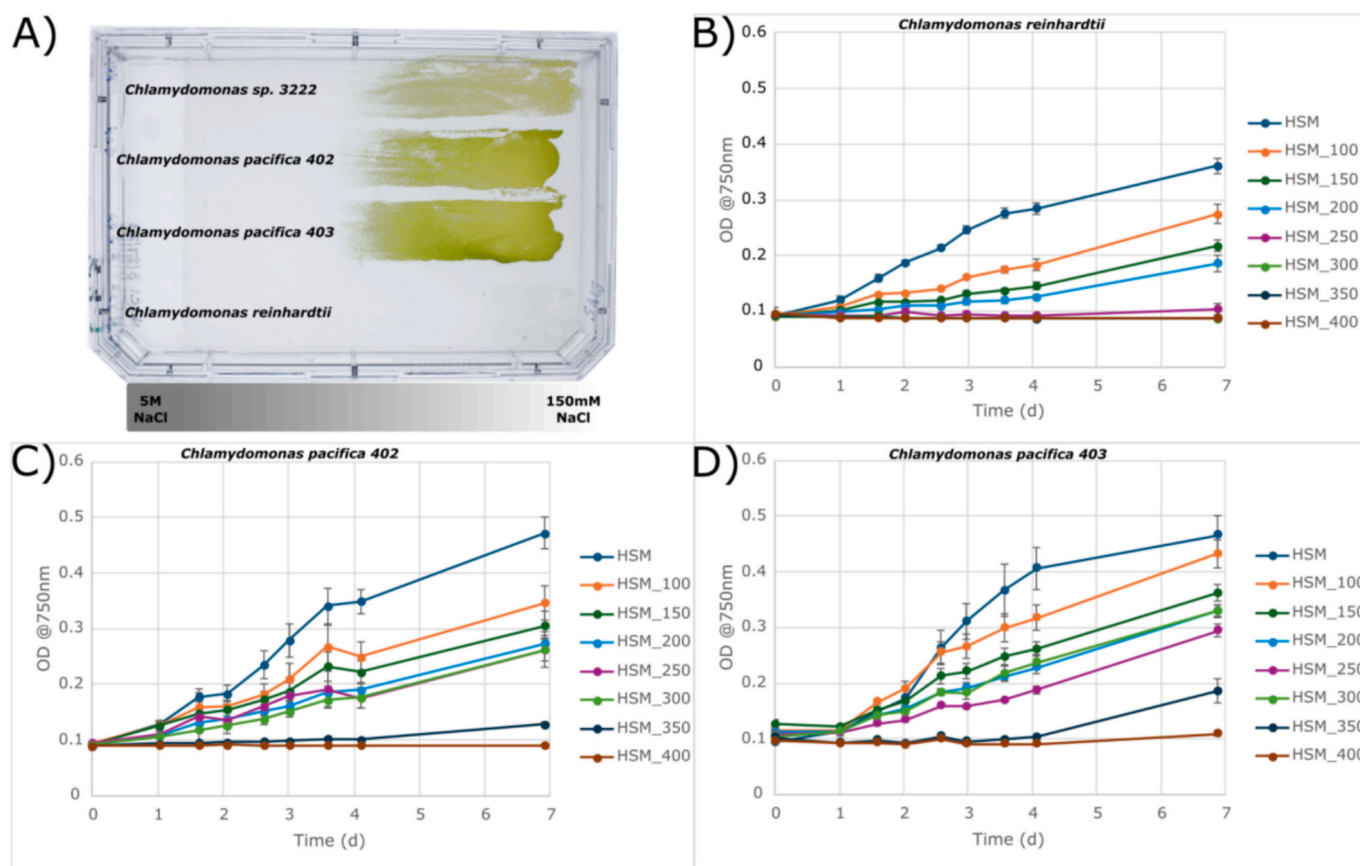 A)
Chlamydomonas sp. 3222
Chlamydomonas pacifica 402
Chlamydomonas pacifica 403
Chlamydomonas reinhardtii
5M
NaCl
150mM
NaCl
B)
Chlamydomonas reinhardtii
OD @750nm
0.6
0.5
0.4
0.3
0.2
0.1
0
0 1 2 3 4 5 6 7
Time (d)
HSM
HSM_100
HSM_150
HSM_200
HSM_250
HSM_300
HSM_350
HSM_400
C)
Chlamydomonas pacifica 402
OD @750nm
0.6
0.5
0.4
0.3
0.2
0.1
0
0 1 2 3 4 5 6 7
Time (d)
HSM
HSM_100
HSM_150
HSM_200
HSM_250
HSM_300
HSM_350
HSM_400
D)
Chlamydomonas pacifica 403
OD @750nm
0.6
0.5
0.4
0.3
0.2
0.1
0
0 1 2 3 4 5 6 7
Time (d)
HSM
HSM_100
HSM_150
HSM_200
HSM_250
HSM_300
HSM_350
HSM_400